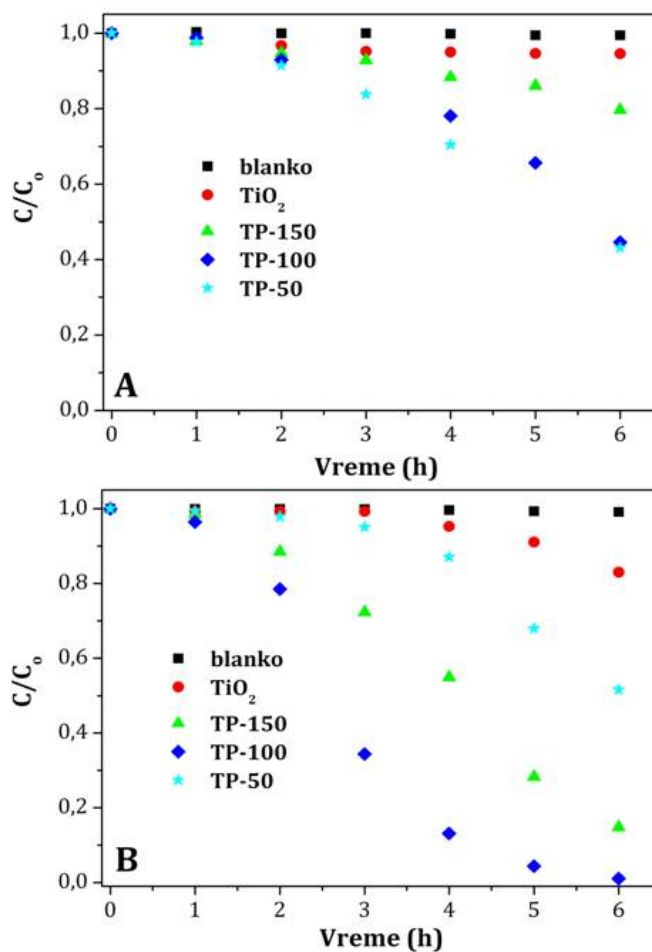 C/C₀
1,0
0,8
0,6
0,4
0,2
0,0
blanko
TiO₂
TP-150
TP-100
TP-50
A
0 1 2 3 4 5 6
Vreme (h)
C/C₀
1,0
0,8
0,6
0,4
0,2
0,0
blanko
TiO₂
TP-150
TP-100
TP-50
B
0 1 2 3 4 5 6
Vreme (h)